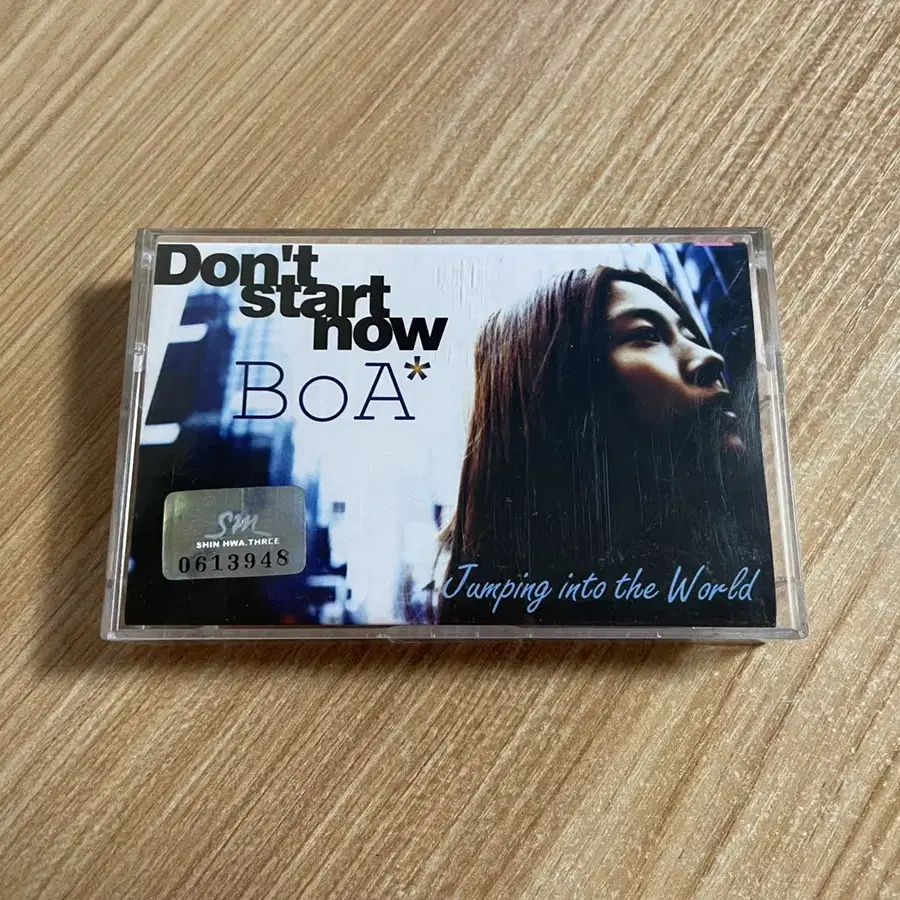 Don't
start
now
BoA*
sm
SHIN HWA.THREE
0613948
Jumping into the World